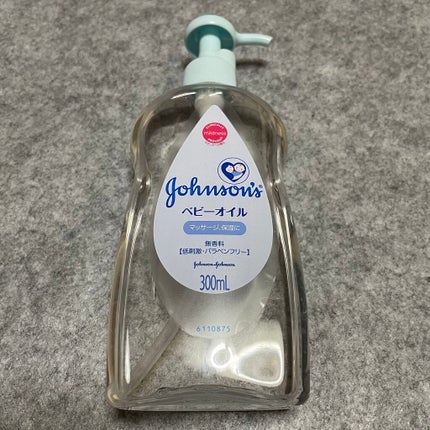 mildness
Johnson's®
ベビーオイル
マッサージ、保湿に
無香料
【低刺激・パラベンフリー】
Johnson & Johnson
300mL
6110875